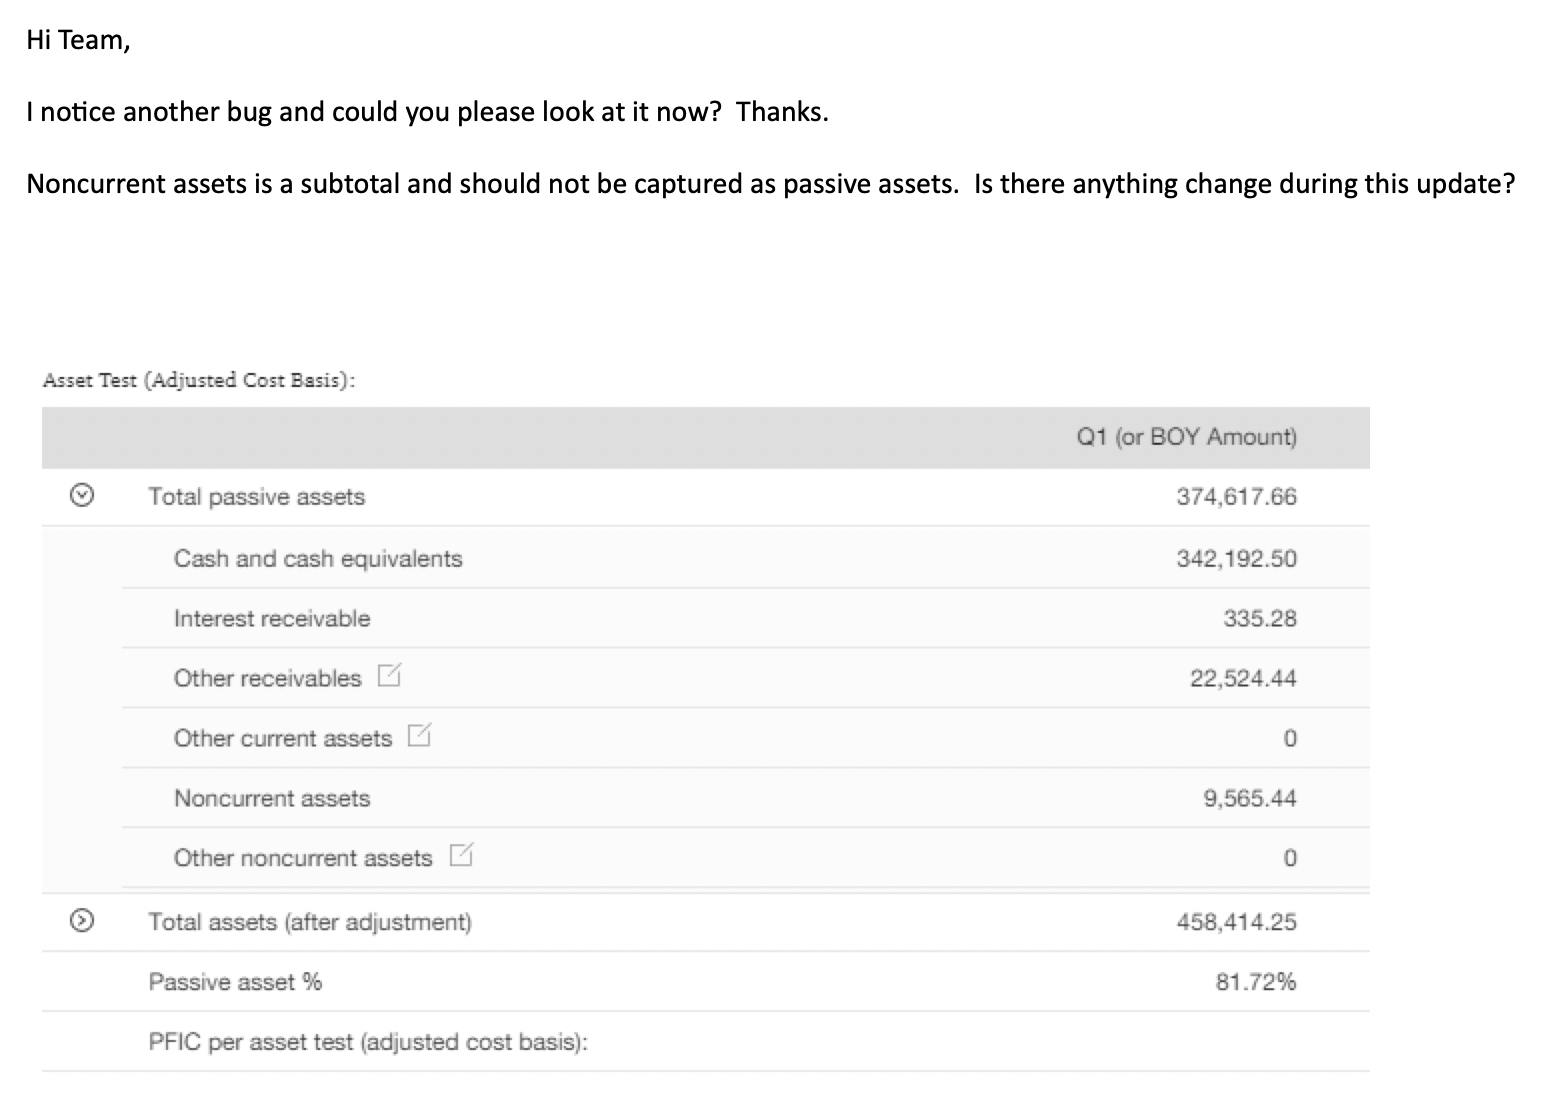 Hi Team,
I notice another bug and could you please look at it now?  Thanks.
Noncurrent assets is a subtotal and should not be captured as passive assets.  Is there anything change during this update?
Asset Test (Adjusted Cost Basis):
Q1 (or BOY Amount)
Total passive assets 374,617.66
Cash and cash equivalents 342,192.50
Interest receivable 335.28
Other receivables 22,524.44
Other current assets 0
Noncurrent assets 9,565.44
Other noncurrent assets 0
Total assets (after adjustment) 458,414.25
Passive asset % 81.72%
PFIC per asset test (adjusted cost basis):